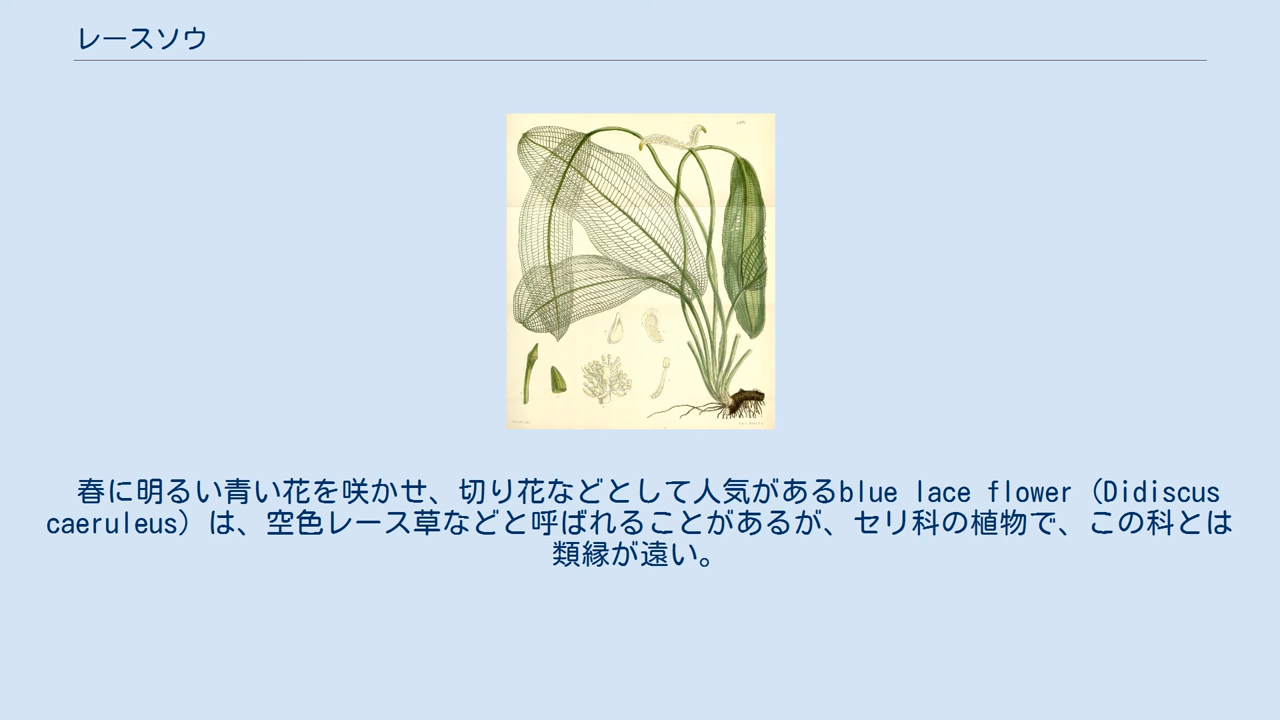 レースソウ
春に明るい青い花を咲かせ、切り花などとして人気があるblue lace flower（Didiscus
caeruleus）は、空色レース草などと呼ばれることがあるが、セリ科の植物で、この科とは
類縁が遠い。